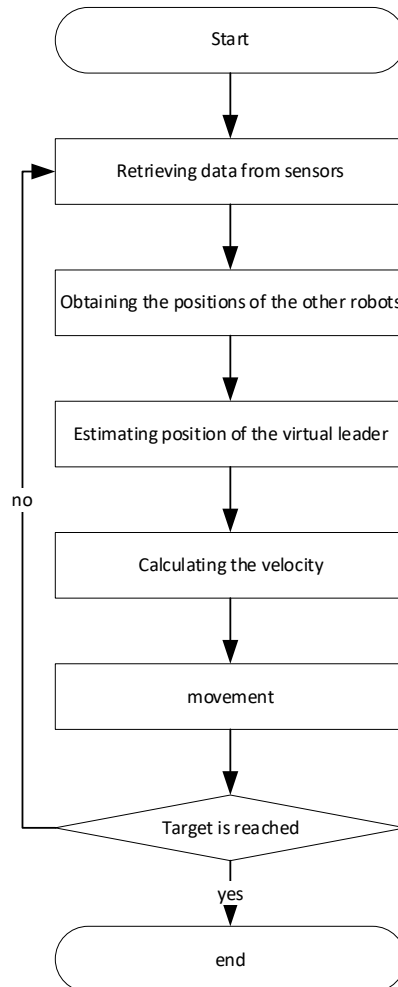 Start
Retrieving data from sensors
Obtaining the positions of the other robots
Estimating position of the virtual leader
no
Calculating the velocity
movement
Target is reached
yes
end